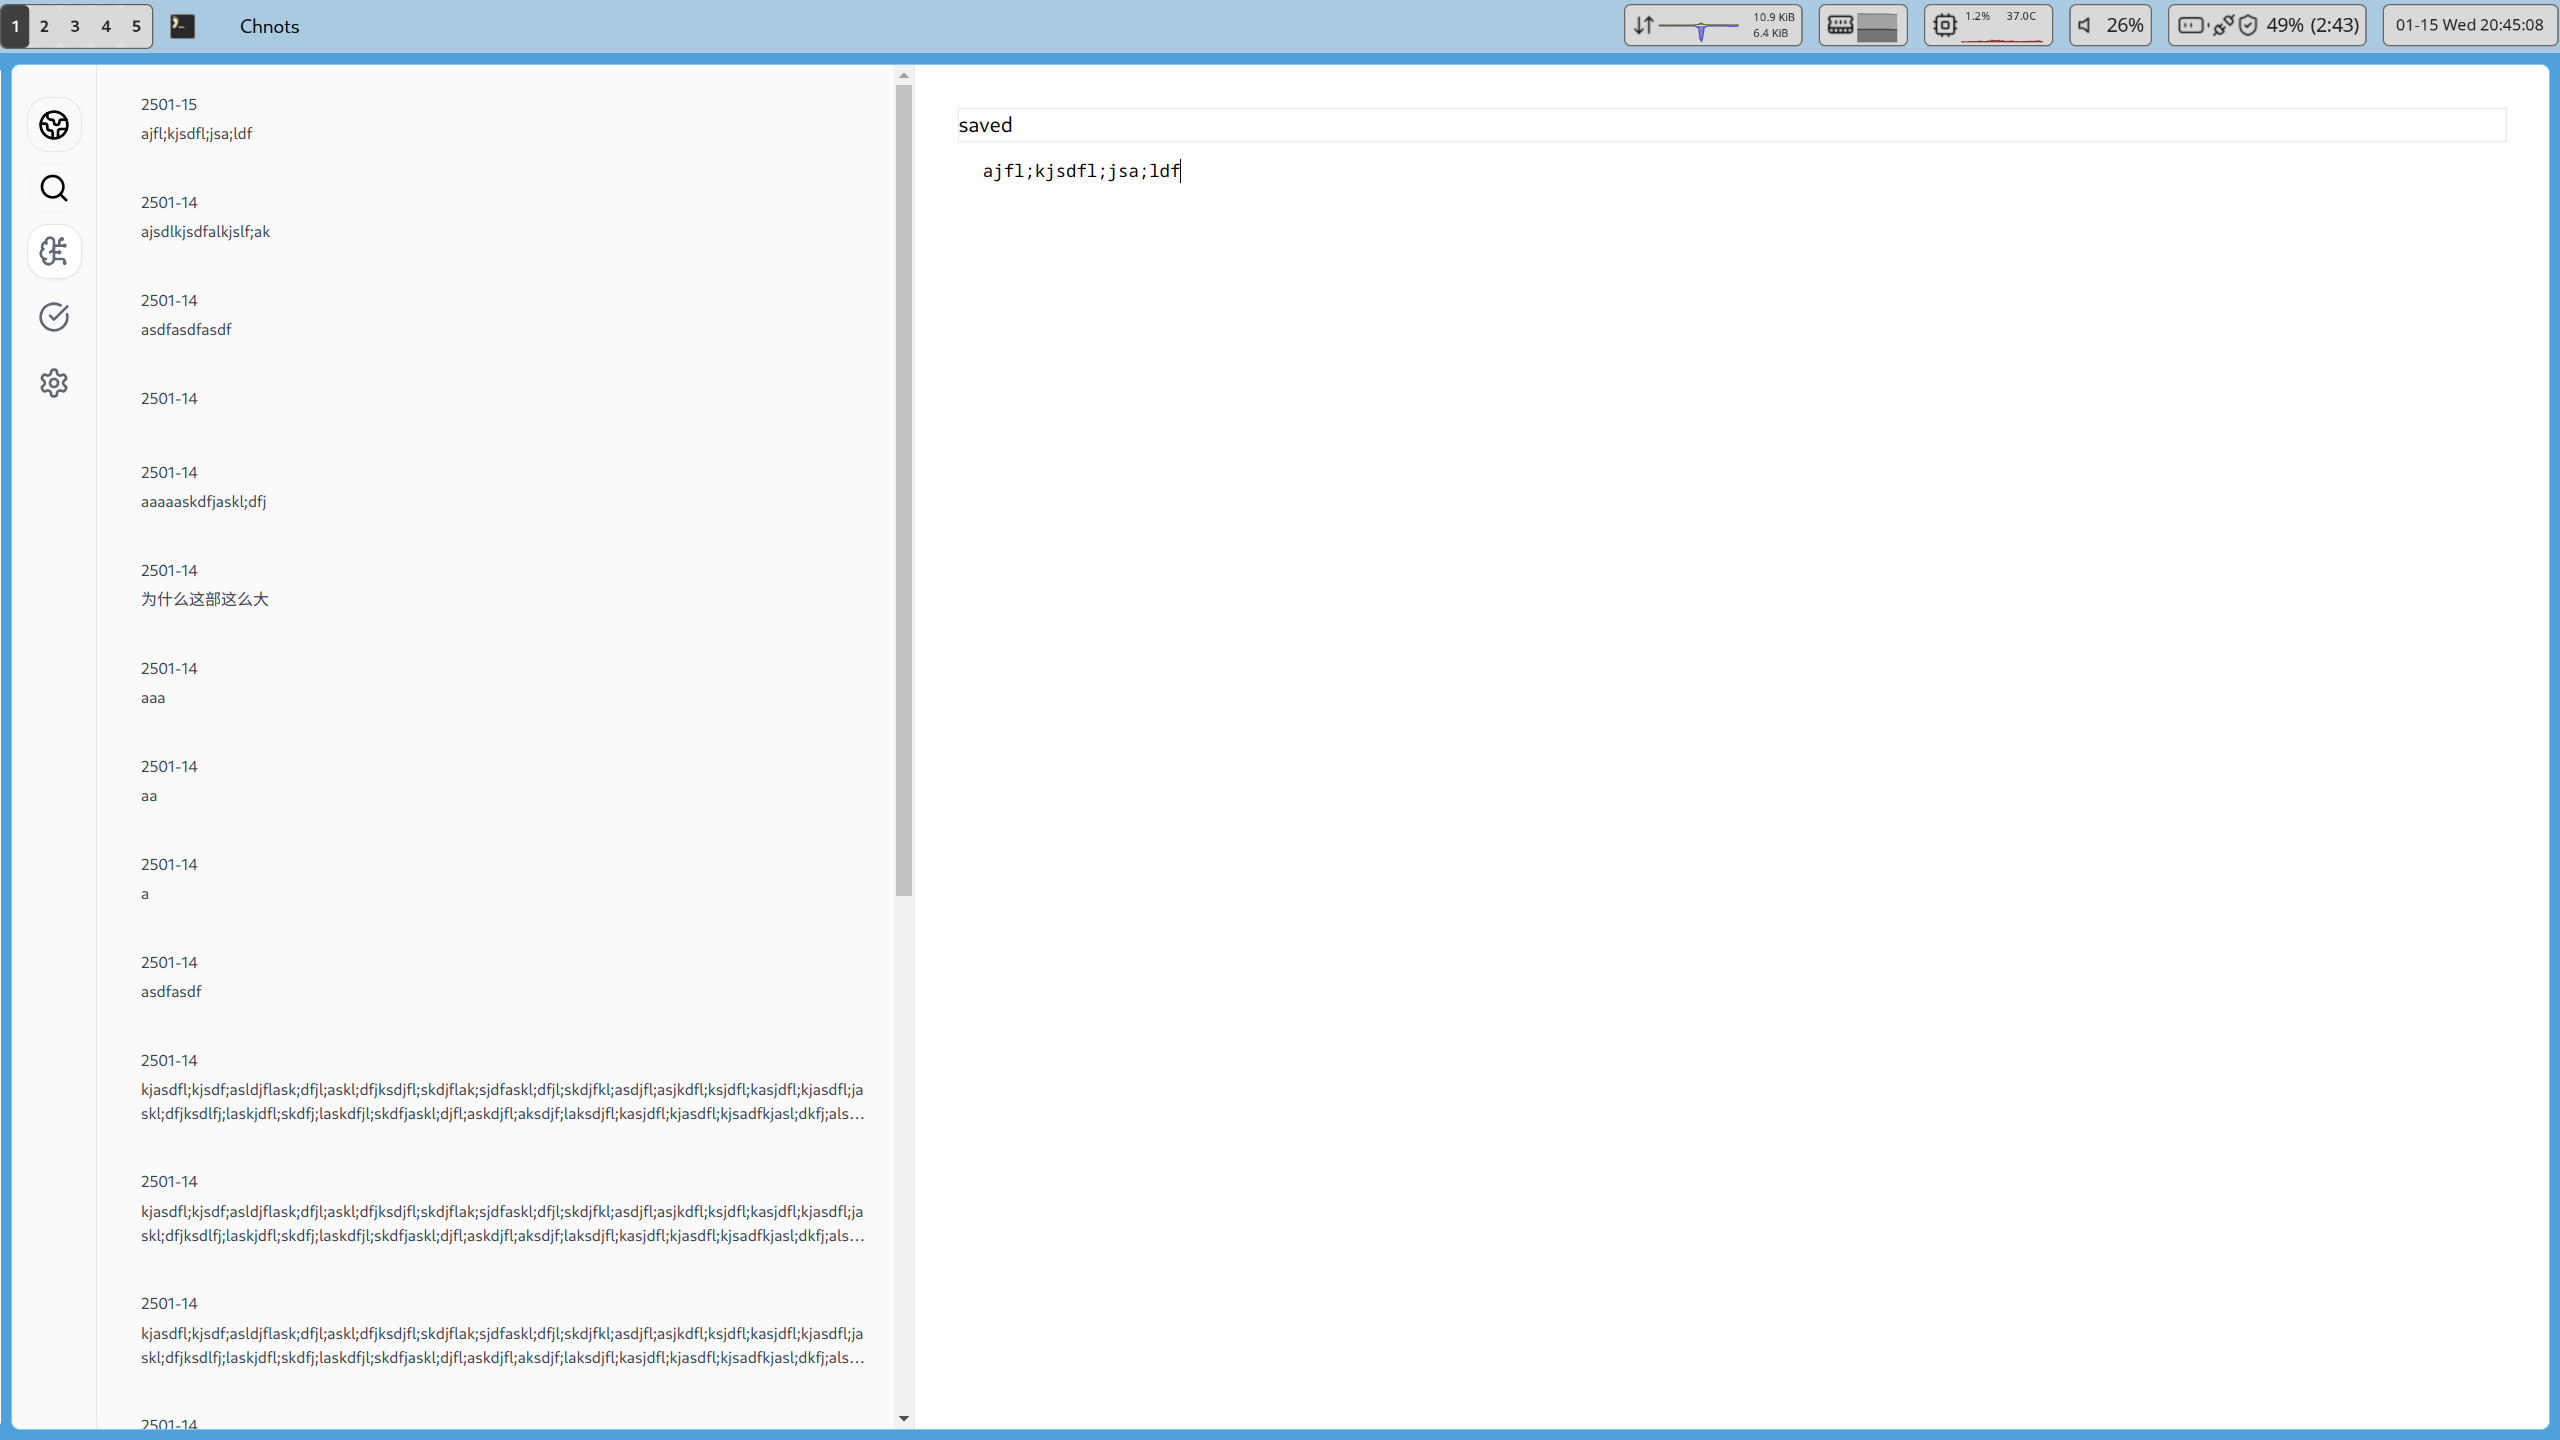 1 2 3 4 5 Chnots 10.9 KiB 1.2% 37.0C 26% 49% (2:43) 01-15 Wed 20:45:08
6.4 KiB
2501-15
ajfl;kjsdfl;jsa;ldf
2501-14
ajsdlkjsdfalkjslf;ak
2501-14
asdfasdfasdf
2501-14
2501-14
aaaaaskdfjaskl;dfj
2501-14
为什么这部这么大
2501-14
aaa
2501-14
aa
2501-14
a
2501-14
asdfasdf
2501-14
kjasdfl;kjsdf;asldjflask;dfjl;askl;dfjksdjfl;skdjflak;sjdfaskl;dfjl;skdjfkl;asdjfl;asjkdfl;ksjdfl;kasjdfl;kjasdfl;ja
skl;dfjksdlfj;laskjdfl;skdfj;laskdfjl;skdfjaskl;djfl;askdjfl;aksdjf;laksdjfl;kasjdfl;kjasdfl;kjsadfkjasl;dkfj;als...
2501-14
kjasdfl;kjsdf;asldjflask;dfjl;askl;dfjksdjfl;skdjflak;sjdfaskl;dfjl;skdjfkl;asdjfl;asjkdfl;ksjdfl;kasjdfl;kjasdfl;ja
skl;dfjksdlfj;laskjdfl;skdfj;laskdfjl;skdfjaskl;djfl;askdjfl;aksdjf;laksdjfl;kasjdfl;kjasdfl;kjsadfkjasl;dkfj;als...
2501-14
kjasdfl;kjsdf;asldjflask;dfjl;askl;dfjksdjfl;skdjflak;sjdfaskl;dfjl;skdjfkl;asdjfl;asjkdfl;ksjdfl;kasjdfl;kjasdfl;ja
skl;dfjksdlfj;laskjdfl;skdfj;laskdfjl;skdfjaskl;djfl;askdjfl;aksdjf;laksdjfl;kasjdfl;kjasdfl;kjsadfkjasl;dkfj;als...
2501-14
saved
ajfl;kjsdfl;jsa;ldf